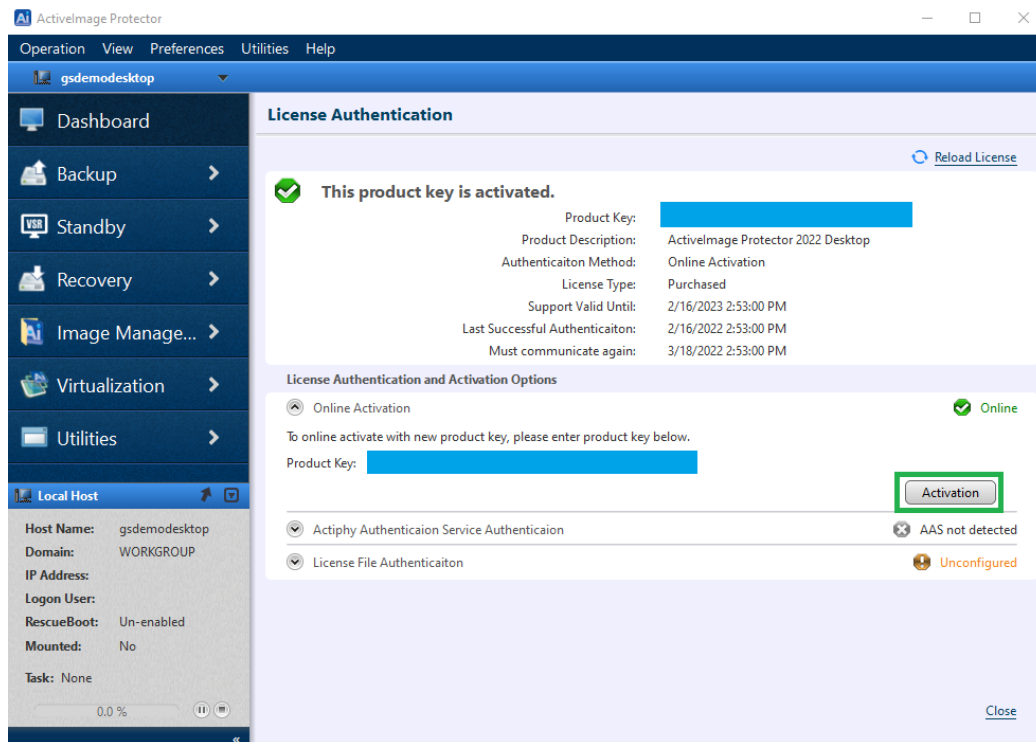 Ai ActiveImage Protector
Operation View Preferences Utilities Help
gsdemodesktop
Dashboard
Backup
VSR Standby
Recovery
Ai Image Manage...
Virtualization
Utilities
Local Host
Host Name: gsdemodesktop
Domain: WORKGROUP
IP Address:
Logon User:
RescueBoot: Un-enabled
Mounted: No
Task: None
0.0 %
License Authentication
Reload License
This product key is activated.
Product Key:
Product Description: ActiveImage Protector 2022 Desktop
Authenticaiton Method: Online Activation
License Type: Purchased
Support Valid Until: 2/16/2023 2:53:00 PM
Last Successful Authenticaiton: 2/16/2022 2:53:00 PM
Must communicate again: 3/18/2022 2:53:00 PM
License Authentication and Activation Options
Online Activation Online
To online activate with new product key, please enter product key below.
Product Key:
Activation
Actiphy Authenticaion Service Authenticaion AAS not detected
License File Authenticaiton Unconfigured
Close